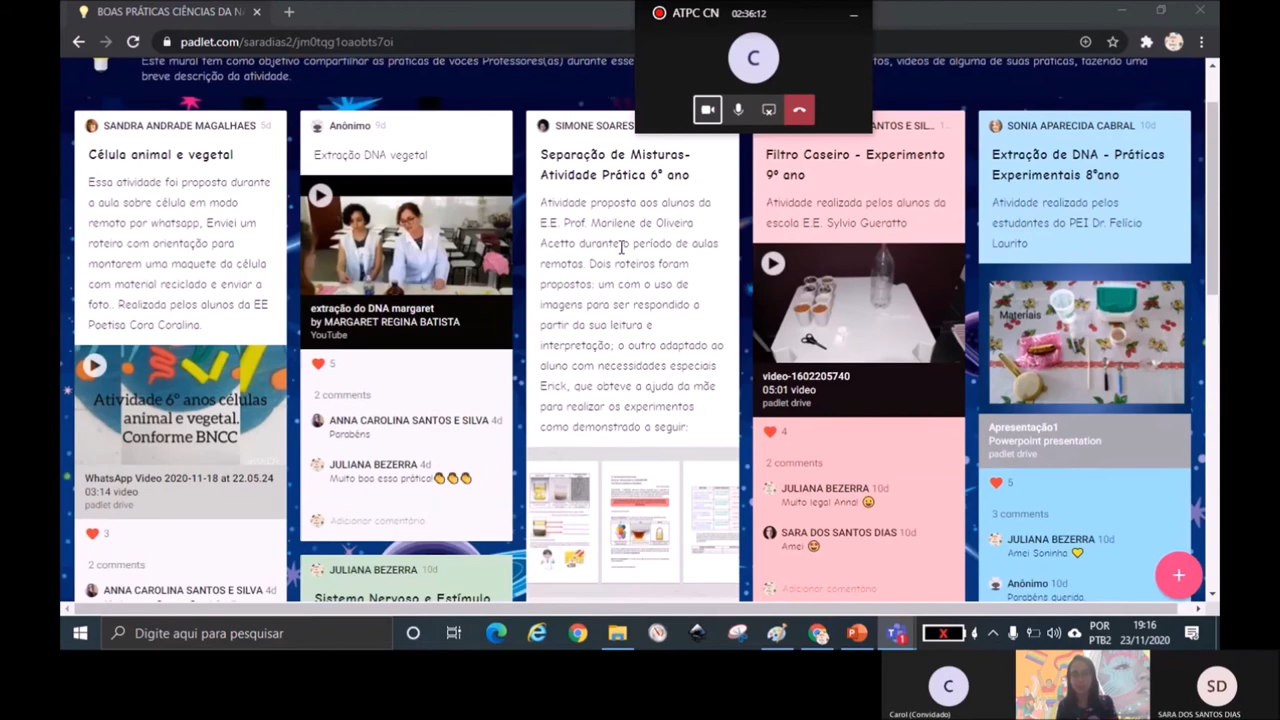 BOAS PRÁTICAS CIÊNCIAS DA N
ATPC CN 02:36:12
padlet.com/saradias2/jm0tqg1oaobts7oi
C
Este mural tem como objetivo compartilhar as práticas de vocês Professores(as) durante esse
tos, vídeos de alguma de suas práticas, fazendo uma
breve descrição da atividade.
SANDRA ANDRADE MAGALHAES 5d
Célula animal e vegetal
Essa atividade foi proposta durante
a aula sobre célula em modo
remoto por whatsapp, Enviei um
roteiro com orientação para
montarem uma maquete da célula
com material reciclado e enviar a
foto.. Realizada pelos alunos da EE
Poetisa Cora Coralina.
Atividade 6° anos células
animal e vegetal.
Conforme BNCC
WhatsApp Video 2020-11-18 at 22.05.24
03:14 video
padlet drive
3
2 comments
ANNA CAROLINA SANTOS E SILVA 4d
Anônimo 9d
Extração DNA vegetal
extração do DNA margaret
by MARGARET REGINA BATISTA
YouTube
5
2 comments
ANNA CAROLINA SANTOS E SILVA 4d
Parabéns
JULIANA BEZERRA 4d
Muito boa essa prática!👏👏👏
Adicionar comentário
JULIANA BEZERRA 10d
Sistema Nervoso e Estímulo
SIMONE SOARES
Separação de Misturas-
Atividade Prática 6° ano
Atividade proposta aos alunos da
E.E. Prof. Marilene de Oliveira
Acetto durante o período de aulas
remotas. Dois roteiros foram
propostos: um com o uso de
imagens para ser respondido a
partir da sua leitura e
interpretação; o outro adaptado ao
aluno com necessidades especiais
Erick, que obteve a ajuda da mãe
para realizar os experimentos
como demonstrado a seguir:
ANTOS E SIL... 1
Filtro Caseiro - Experimento
9° ano
Atividade realizada pelos alunos da
escola E.E. Sylvio Gueratto
video-1602205740
05:01 video
padlet drive
4
2 comments
JULIANA BEZERRA 10d
Muito legal Anna! 😀
SARA DOS SANTOS DIAS 10d
Amei 😍
Adicionar comentário
SONIA APARECIDA CABRAL 10d
Extração de DNA - Práticas
Experimentais 8°ano
Atividade realizada pelos
estudantes do PEI Dr. Felício
Laurito
Materiais
Apresentação1
Powerpoint presentation
padlet drive
5
3 comments
JULIANA BEZERRA 10d
Amei Soninha 💛
Anônimo 10d
Parabéns querida.
+
Digite aqui para pesquisar
POR
PTB2
19:16
23/11/2020
C
Carol (Convidado)
SD
SARA DOS SANTOS DIAS